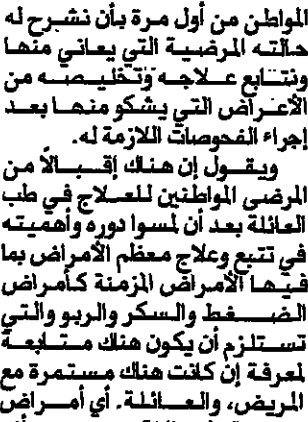 المواطن من أول مرة بأن نشرح له
حالته المرضية التي يعاني منها
ونتابع علاجه وتخليصه من
الأعراض التي يشكو منها بعد
إجراء الفحوصات اللازمة له.
ويقول إن هناك إقبالاً من
المرضى المواطنين للعلاج في طب
العائلة بعد أن لمسوا دوره وأهميته
في تتبع وعلاج معظم الأمراض بما
فيها الأمراض المزمنة كأمراض
الضغط والسكر والربو والتي
تستلزم أن يكون هناك متابعة
لمعرفة إن كانت هناك مستمرة مع
المريض، والعائلة. أي أمراض